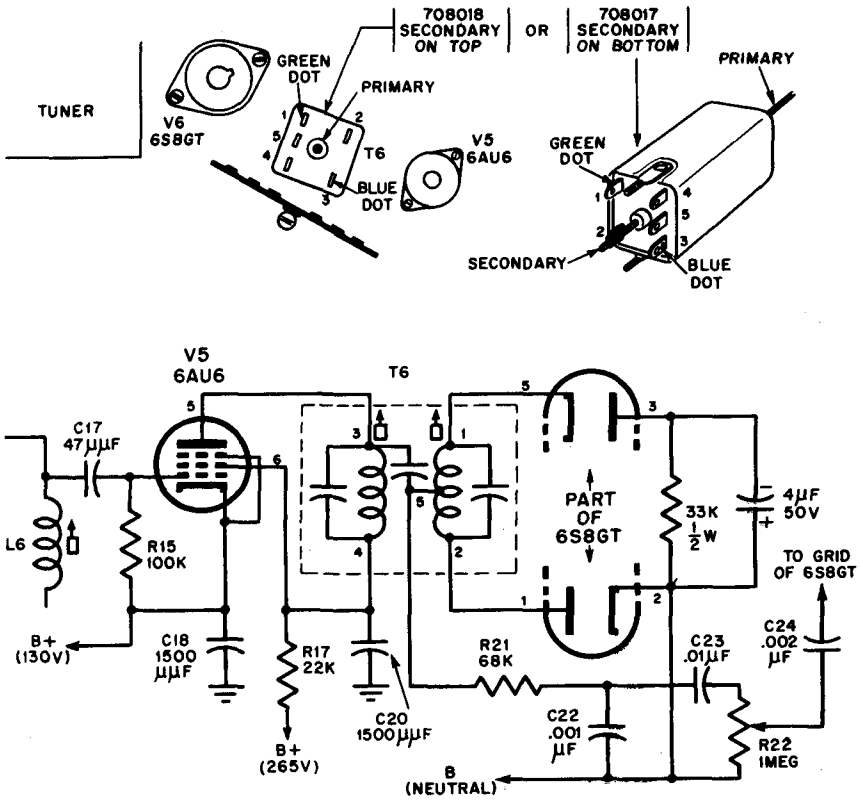 708018
SECONDARY
ON TOP
OR
708017
SECONDARY
ON BOTTOM
TUNER
V6
6S8GT
GREEN
DOT
PRIMARY
1
2
5
4
3
T6
BLUE
DOT
V5
6AU6
PRIMARY
GREEN
DOT
1
4
5
2
3
SECONDARY
BLUE
DOT
V5
6AU6
T6
5
5
C17
47μμF
6
3
1
3
PART
OF
6S8GT
33K
1/2 W
−
4μF
50V
+
L6
R15
100K
5
4
2
1
2
TO GRID
OF 6S8GT
B+
(130V)
C18
1500
μμF
R17
22K
C20
1500μμF
R21
68K
C23
.01μF
C24
.002
μF
C22
.001
μF
R22
1MEG
B+
(265V)
B
(NEUTRAL)